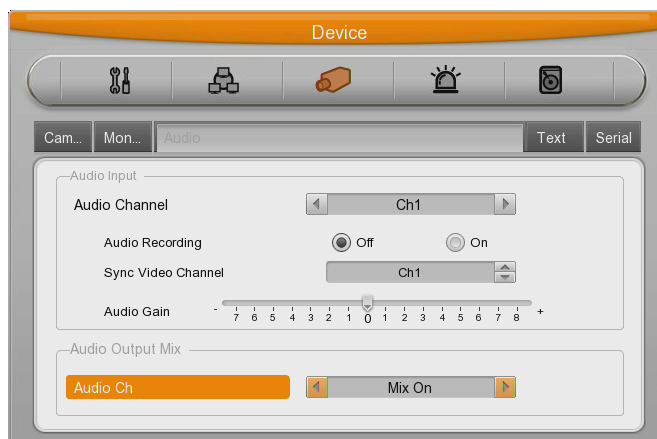 Device
Cam... Mon... Audio Text Serial
Audio Input
Audio Channel Ch1
Audio Recording Off On
Sync Video Channel Ch1
Audio Gain - 7 6 5 4 3 2 1 0 1 2 3 4 5 6 7 8 +
Audio Output Mix
Audio Ch Mix On